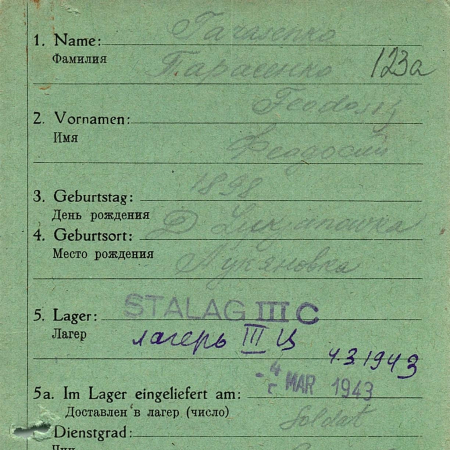 Tarasenko
1. Name:
Фамилия
Тарасенко 123a
Feodosij
2. Vornamen:
Имя
Федосий
1898
3. Geburtstag:
День рождения
D. Lukjanowka
4. Geburtsort:
Место рождения
Лукяновка
5. Lager: STALAG III C
Лагерь лагерь III Ц 4.3.1943
-4 MAR 1943
5a. Im Lager eingeliefert am:
Доставлен в лагерь (число)
Soldat
Dienstgrad: